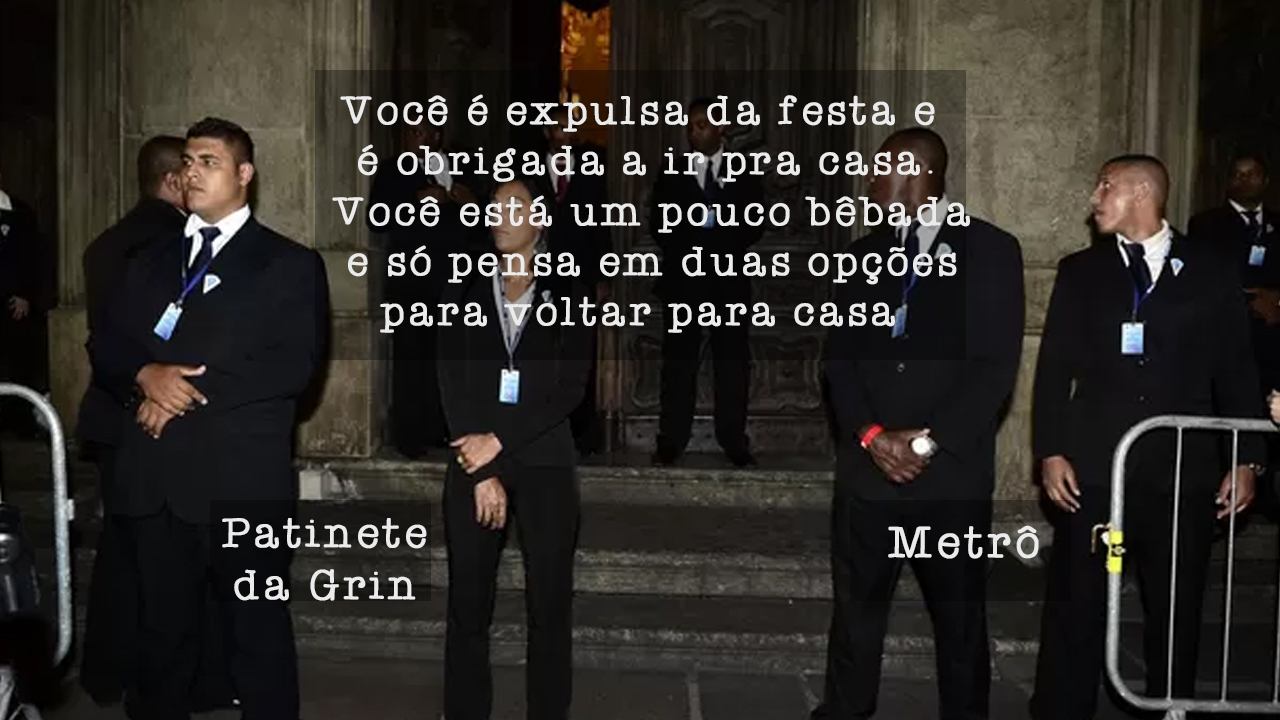 Você é expulsa da festa e
é obrigada a ir pra casa.
Você está um pouco bêbada
e só pensa em duas opções
para voltar para casa
Patinete
da Grin
Metrô